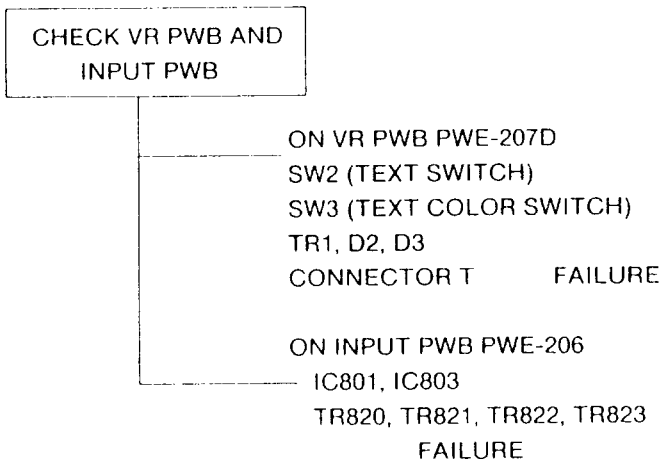 CHECK VR PWB AND
INPUT PWB
ON VR PWB PWE-207D
SW2 (TEXT SWITCH)
SW3 (TEXT COLOR SWITCH)
TR1, D2, D3
CONNECTOR T FAILURE
ON INPUT PWB PWE-206
IC801, IC803
TR820, TR821, TR822, TR823
FAILURE